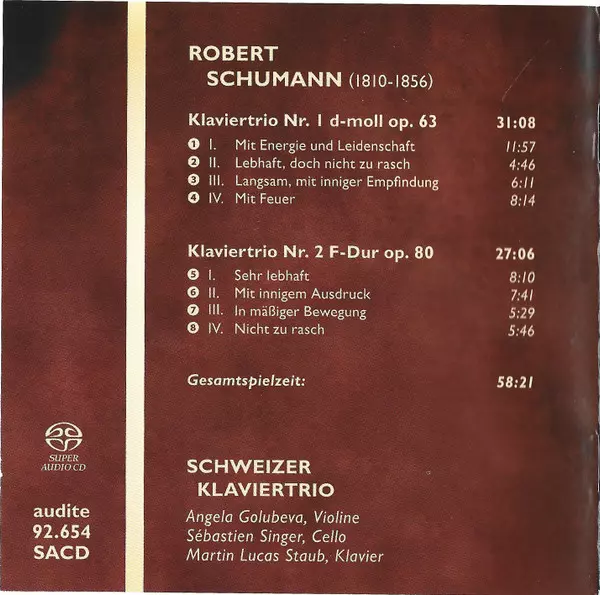 ROBERT
SCHUMANN (1810-1856)
Klaviertrio Nr. 1 d-moll op. 63 31:08
1 I. Mit Energie und Leidenschaft 11:57
2 II. Lebhaft, doch nicht zu rasch 4:46
3 III. Langsam, mit inniger Empfindung 6:11
4 IV. Mit Feuer 8:14
Klaviertrio Nr. 2 F-Dur op. 80 27:06
5 I. Sehr lebhaft 8:10
6 II. Mit innigem Ausdruck 7:41
7 III. In mäßiger Bewegung 5:29
8 IV. Nicht zu rasch 5:46
Gesamtspielzeit: 58:21
SUPER
AUDIO CD
audite
92.654
SACD
SCHWEIZER
KLAVIERTRIO
Angela Golubeva, Violine
Sébastien Singer, Cello
Martin Lucas Staub, Klavier